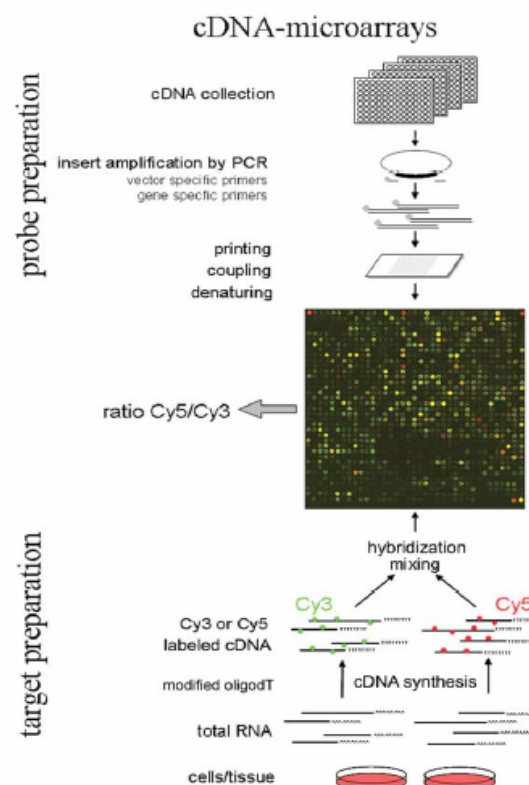 cDNA-microarrays
probe preparation
cDNA collection
insert amplification by PCR
vector specific primers
gene specfic primers
printing
coupling
denaturing
ratio Cy5/Cy3
target preparation
hybridization
mixing
Cy3
Cy5
Cy3 or Cy5
labeled cDNA
modified oligodT
cDNA synthesis
total RNA
cells/tissue